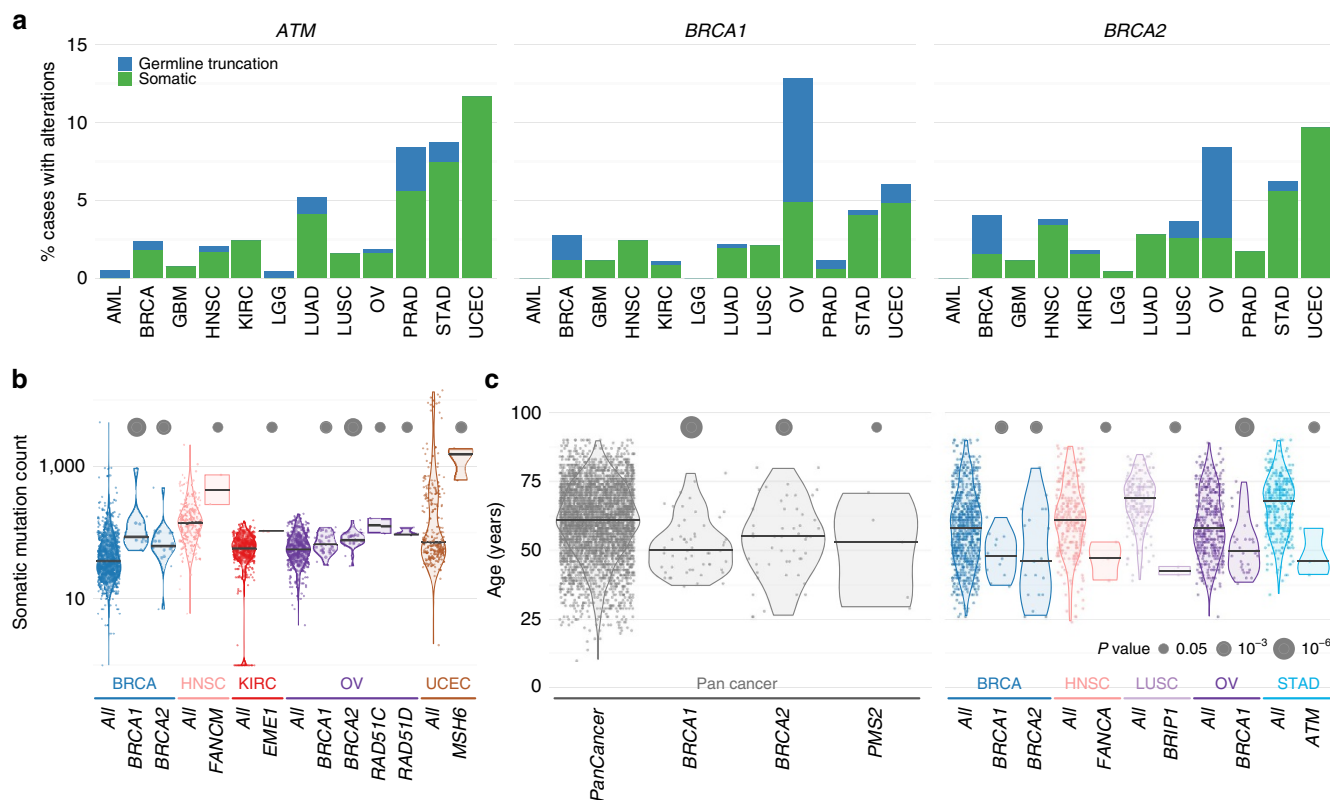 a
ATM
BRCA1
BRCA2
% cases with alterations
15
10
5
0
Germline truncation
Somatic
AML
BRCA
GBM
HNSC
KIRC
LGG
LUAD
LUSC
OV
PRAD
STAD
UCEC
AML
BRCA
GBM
HNSC
KIRC
LGG
LUAD
LUSC
OV
PRAD
STAD
UCEC
AML
BRCA
GBM
HNSC
KIRC
LGG
LUAD
LUSC
OV
PRAD
STAD
UCEC
b
Somatic mutation count
1,000
10
BRCA
HNSC
KIRC
OV
UCEC
All
BRCA1
BRCA2
All
FANCM
All
EME1
All
BRCA1
BRCA2
RAD51C
RAD51D
All
MSH6
c
Age (years)
100
75
50
25
0
Pan cancer
PanCancer
BRCA1
BRCA2
PMS2
P value 0.05 10⁻³ 10⁻⁶
BRCA
HNSC
LUSC
OV
STAD
All
BRCA1
BRCA2
All
FANCA
All
BRIP1
All
BRCA1
All
ATM